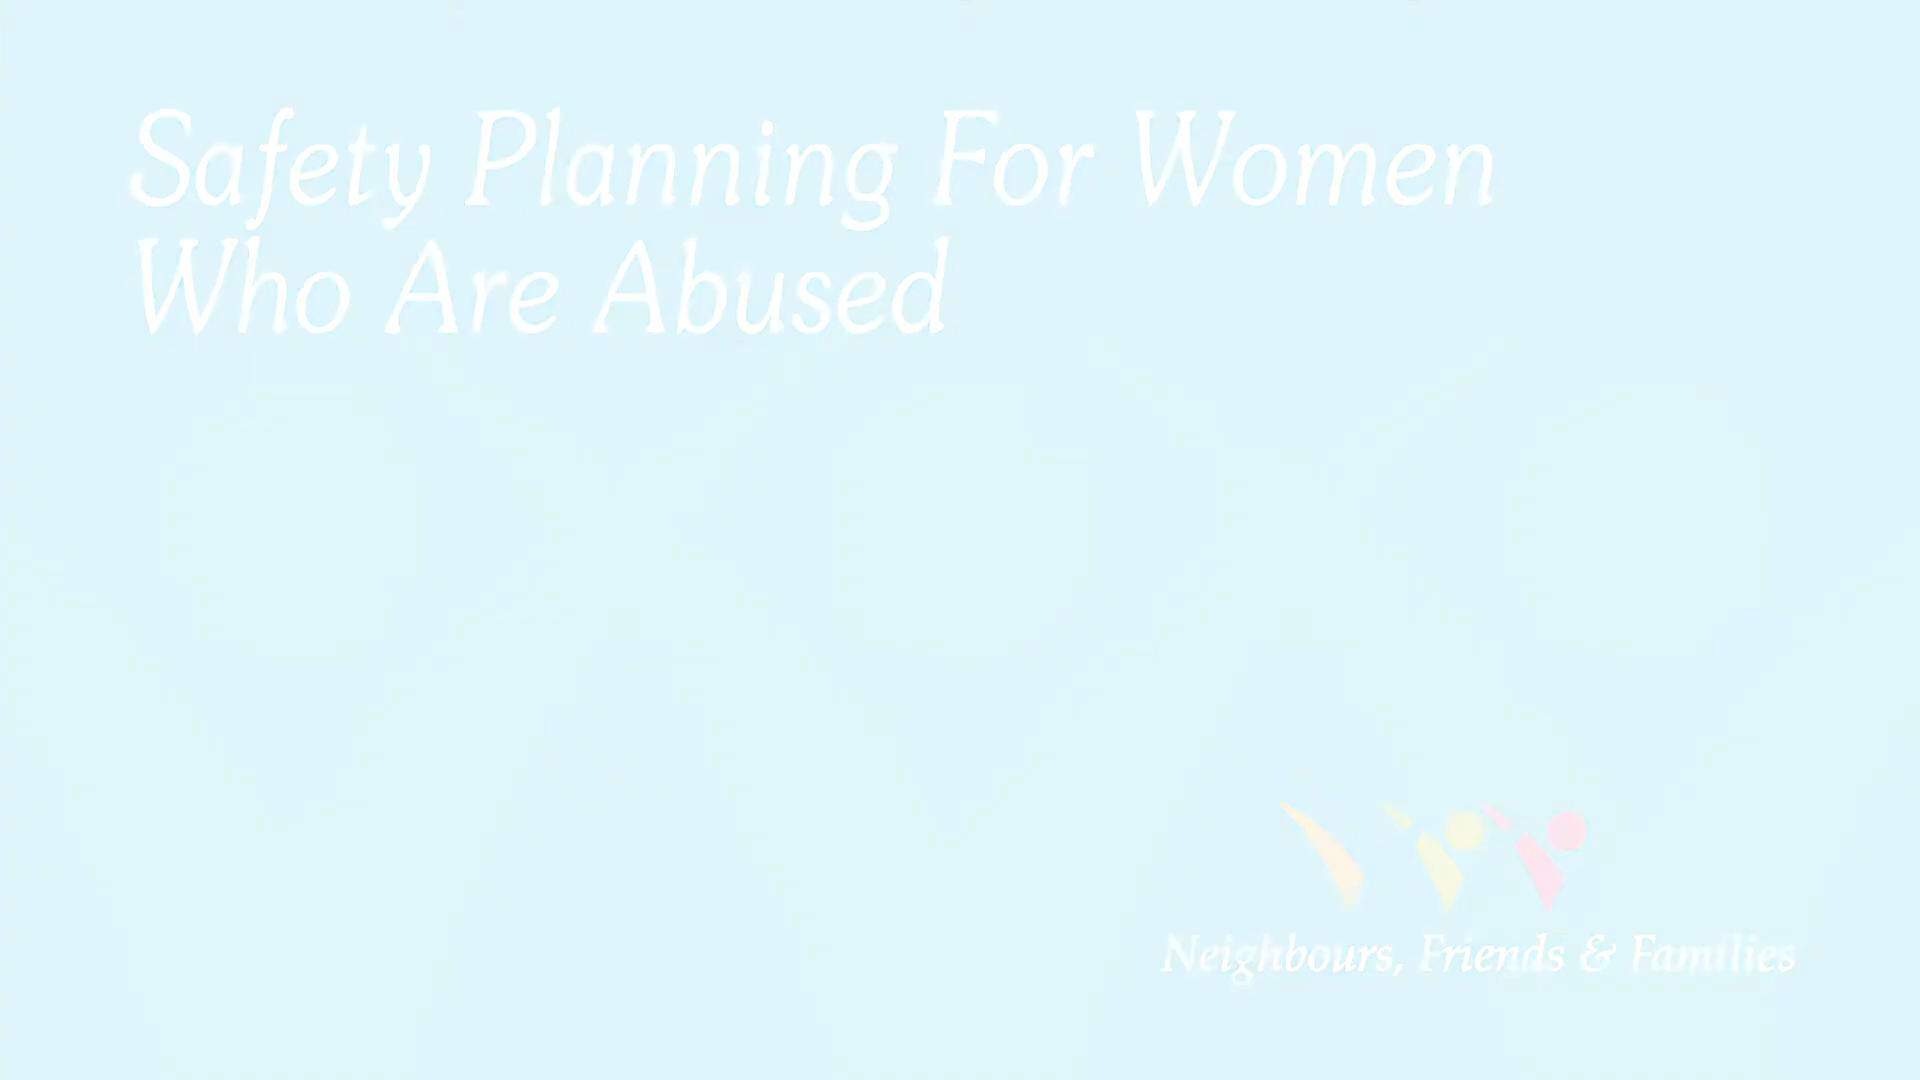 Safety Planning For Women
Who Are Abused
Neighbours, Friends & Families